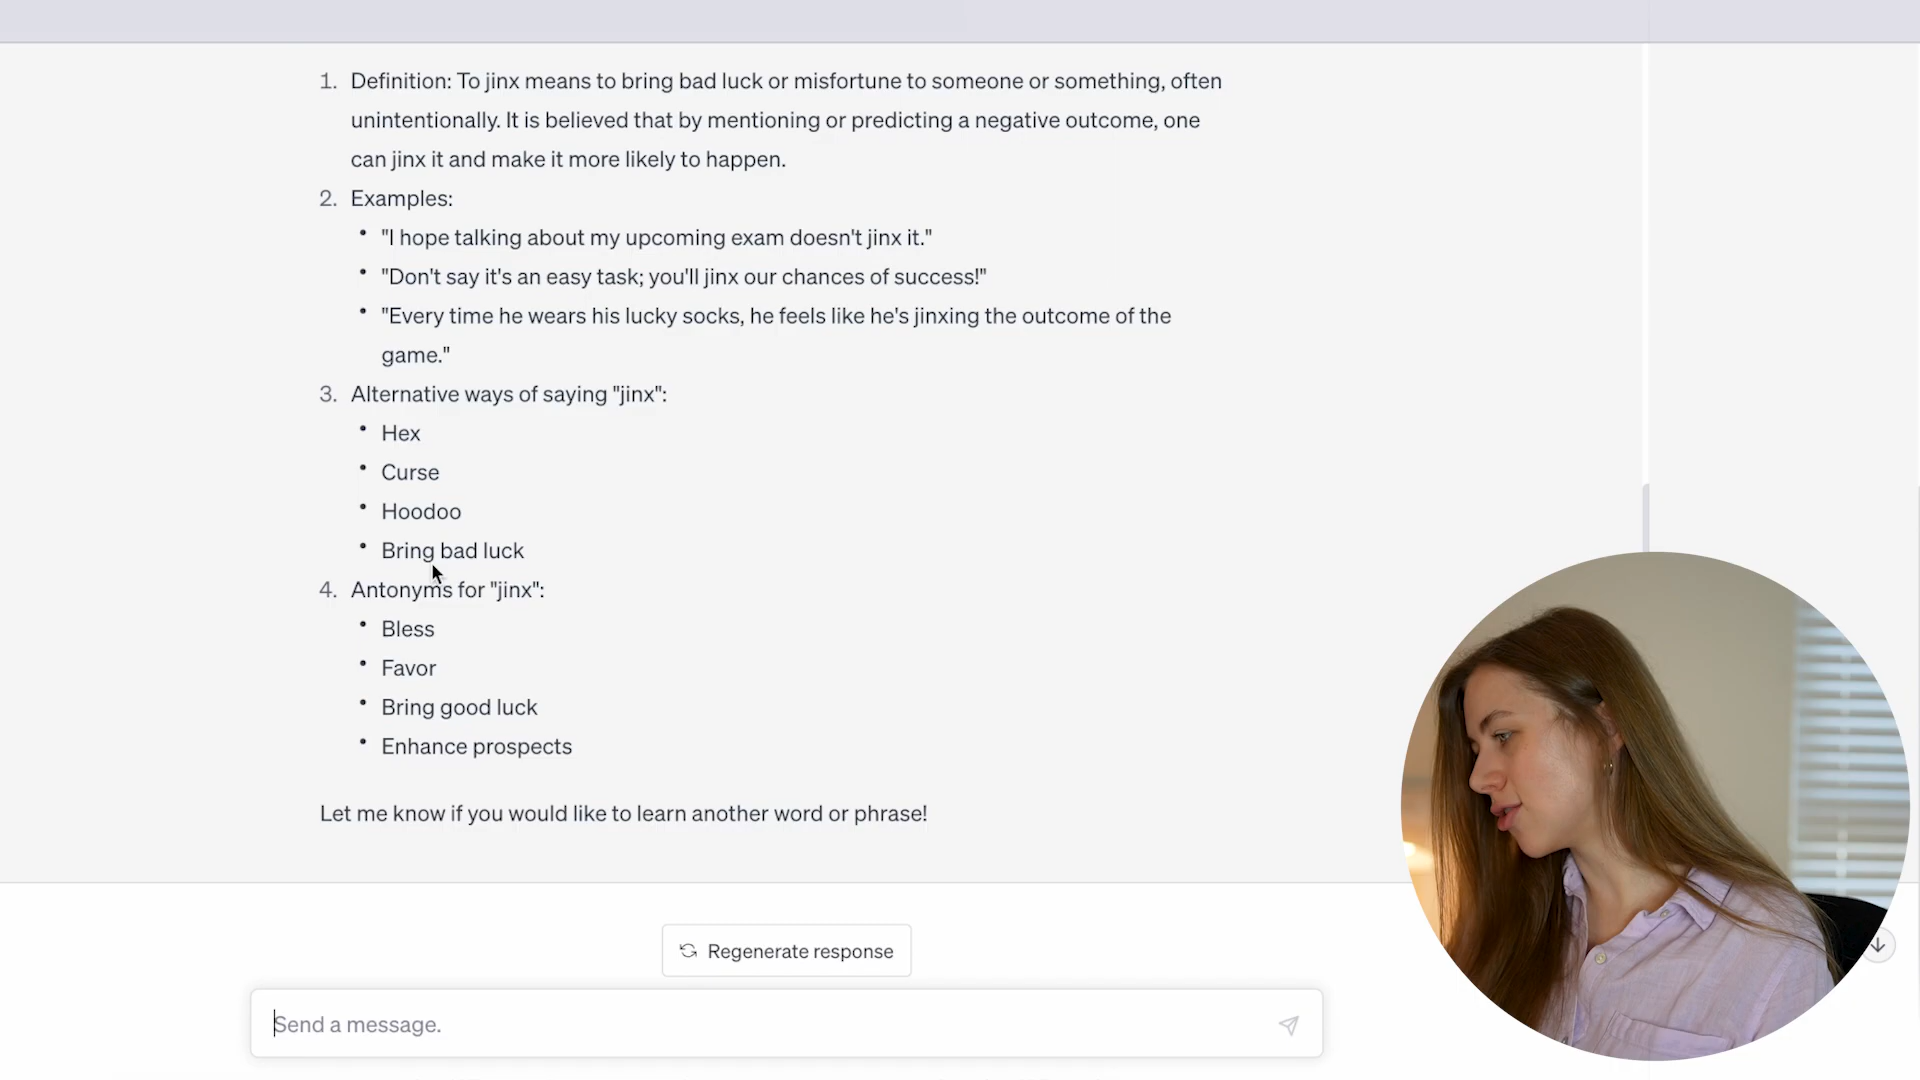 1. Definition: To jinx means to bring bad luck or misfortune to someone or something, often
unintentionally. It is believed that by mentioning or predicting a negative outcome, one
can jinx it and make it more likely to happen.
2. Examples:
• "I hope talking about my upcoming exam doesn't jinx it."
• "Don't say it's an easy task; you'll jinx our chances of success!"
• "Every time he wears his lucky socks, he feels like he's jinxing the outcome of the
game."
3. Alternative ways of saying "jinx":
• Hex
• Curse
• Hoodoo
• Bring bad luck
4. Antonyms for "jinx":
• Bless
• Favor
• Bring good luck
• Enhance prospects
Let me know if you would like to learn another word or phrase!
Regenerate response
Send a message.